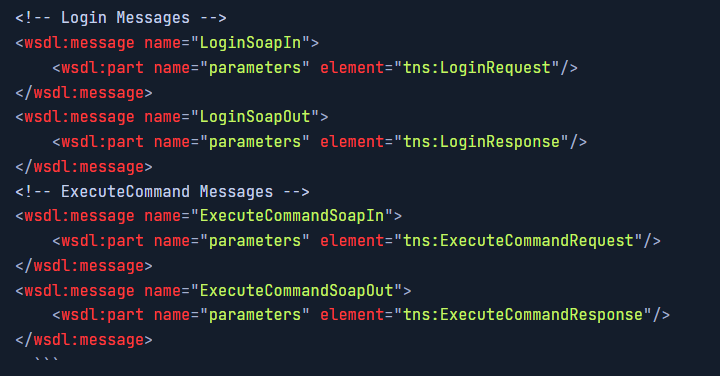 <!-- Login Messages -->
<wsdl:message name="LoginSoapIn">
    <wsdl:part name="parameters" element="tns:LoginRequest"/>
</wsdl:message>
<wsdl:message name="LoginSoapOut">
    <wsdl:part name="parameters" element="tns:LoginResponse"/>
</wsdl:message>
<!-- ExecuteCommand Messages -->
<wsdl:message name="ExecuteCommandSoapIn">
    <wsdl:part name="parameters" element="tns:ExecuteCommandRequest"/>
</wsdl:message>
<wsdl:message name="ExecuteCommandSoapOut">
    <wsdl:part name="parameters" element="tns:ExecuteCommandResponse"/>
</wsdl:message>
  ```